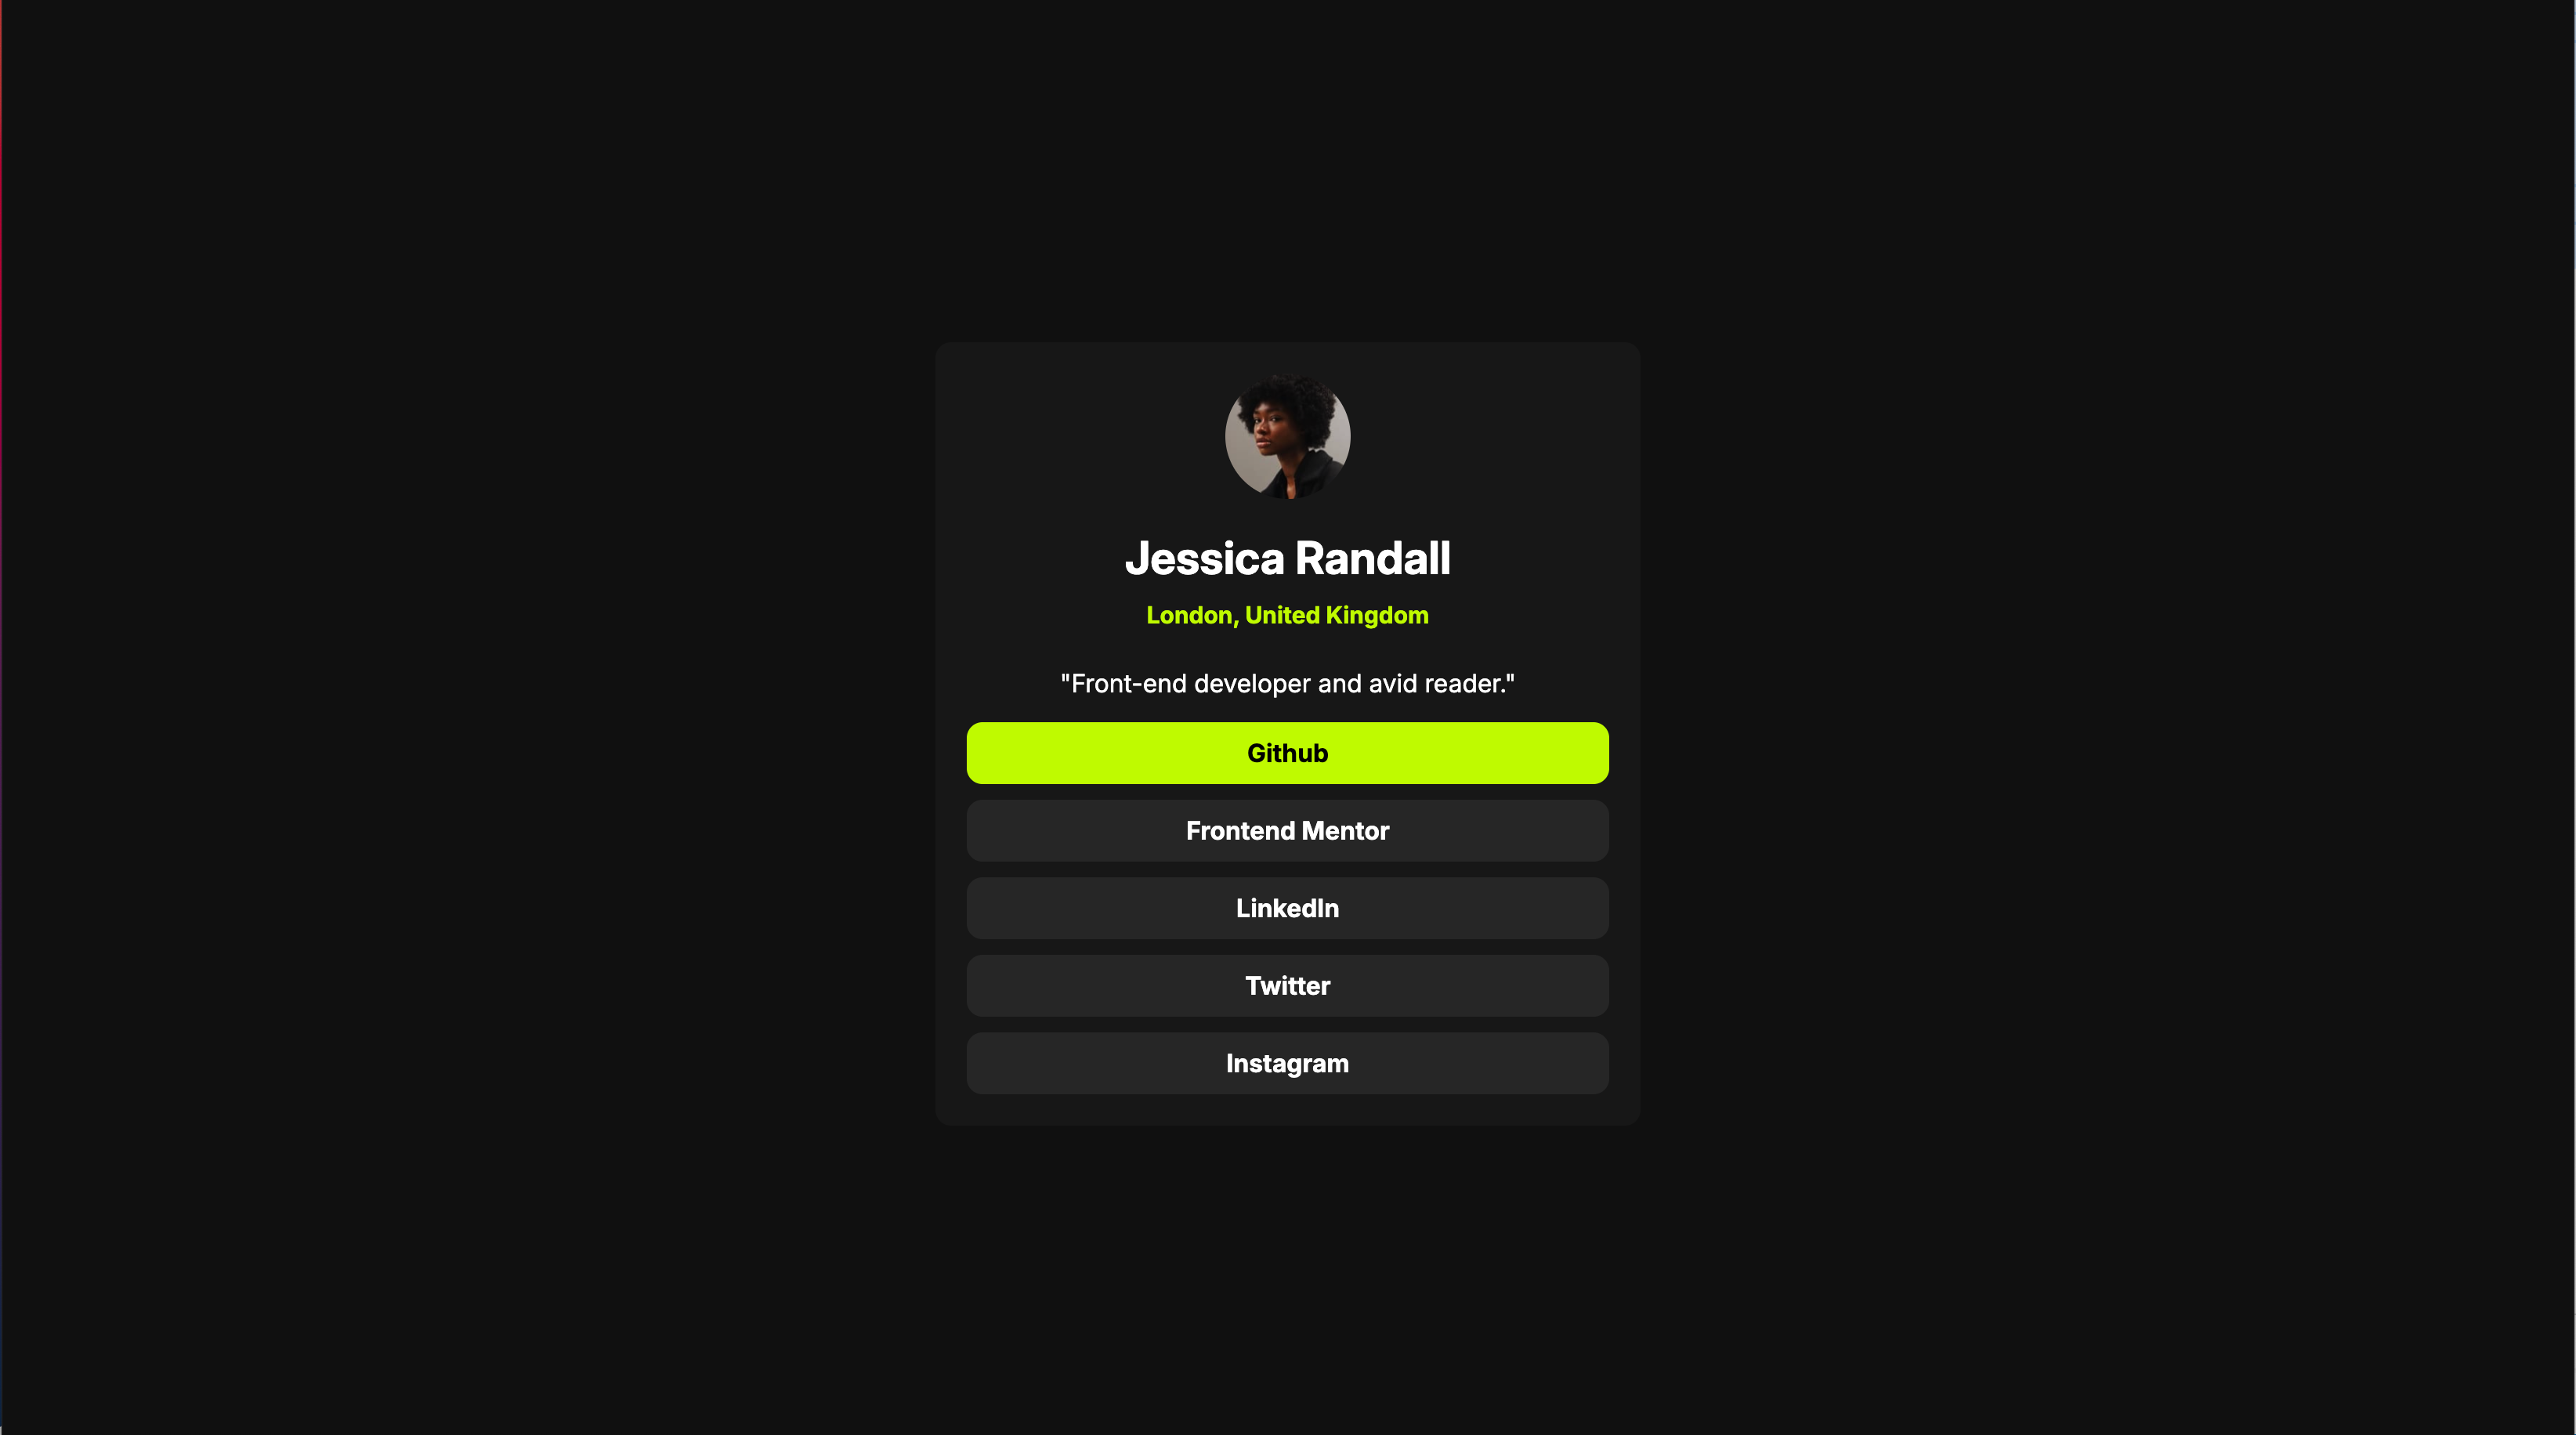 Jessica Randall
London, United Kingdom
"Front-end developer and avid reader."
Github
Frontend Mentor
LinkedIn
Twitter
Instagram